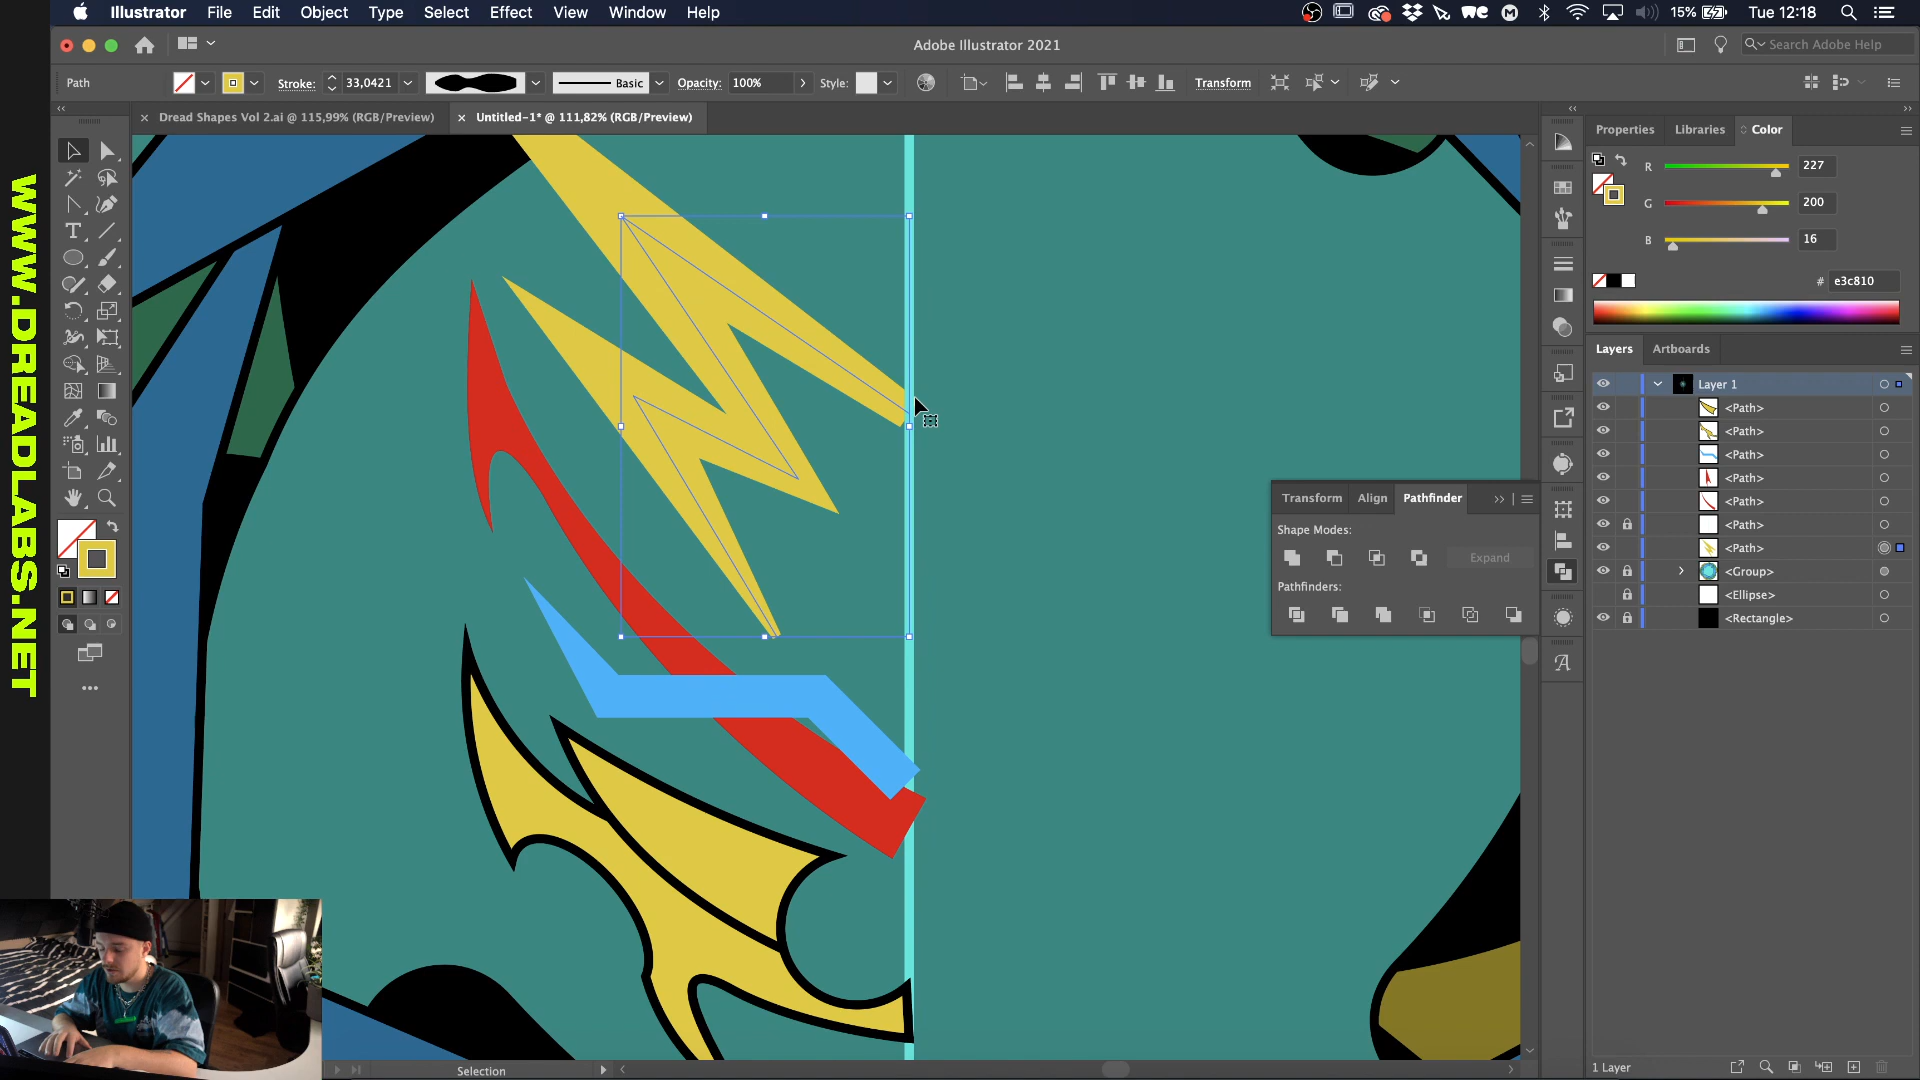 Illustrator File Edit Object Type Select Effect View Window Help
15% Tue 12:18
Adobe Illustrator 2021
Search Adobe Help
Path Stroke: 33,0421 Basic Opacity: 100% Style: Transform
Dread Shapes Vol 2.ai @ 115,99% (RGB/Preview)
Untitled-1* @ 111,82% (RGB/Preview)
WWW.DREADLABS.NET
Properties Libraries Color
R 227
G 200
B 16
# e3c810
Layers Artboards
Layer 1
<Path>
<Path>
<Path>
<Path>
<Path>
<Path>
<Path>
<Group>
<Ellipse>
<Rectangle>
Transform Align Pathfinder
Shape Modes:
Expand
Pathfinders:
Selection
1 Layer